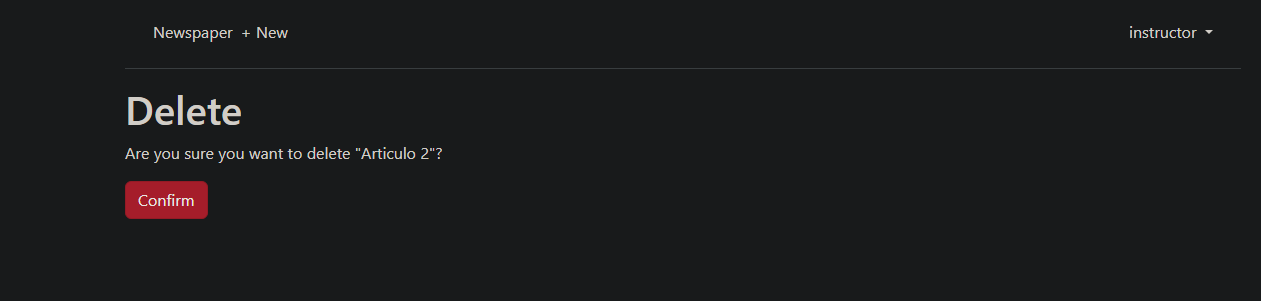 Newspaper + New instructor
Delete
Are you sure you want to delete "Articulo 2"?
Confirm